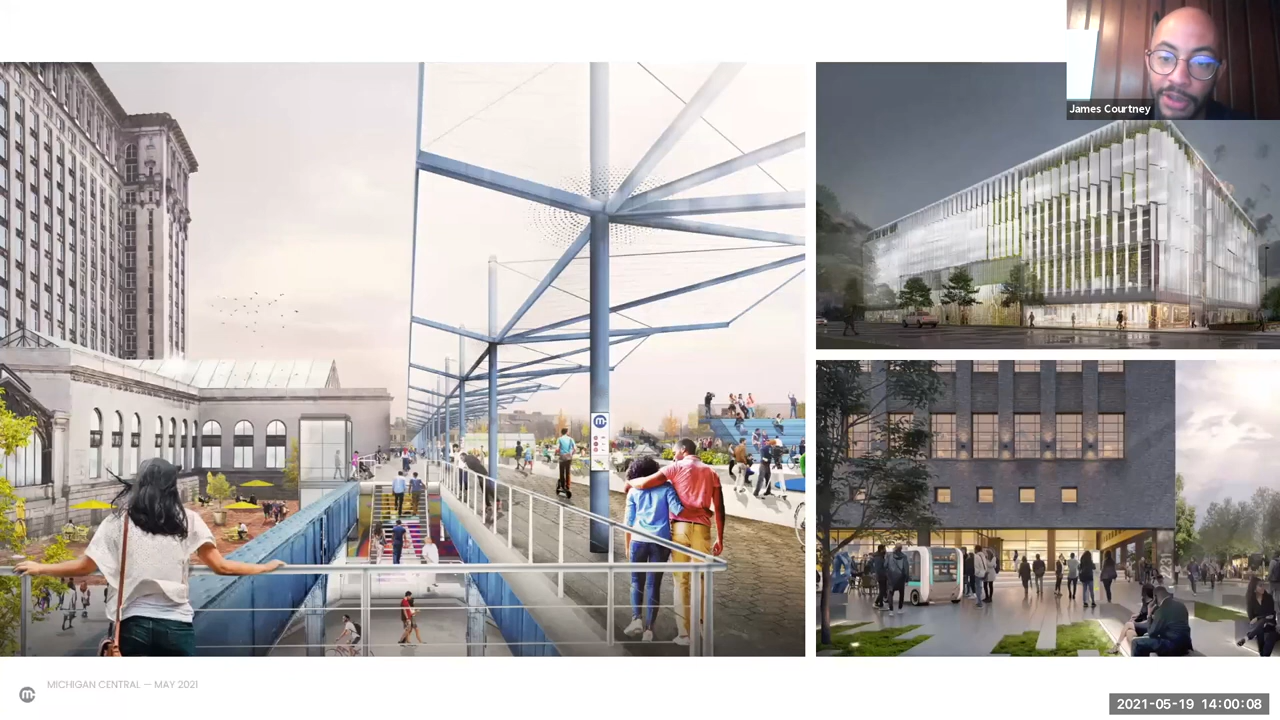 James Courtney
m
MICHIGAN CENTRAL — MAY 2021
m
2021-05-19 14:00:08